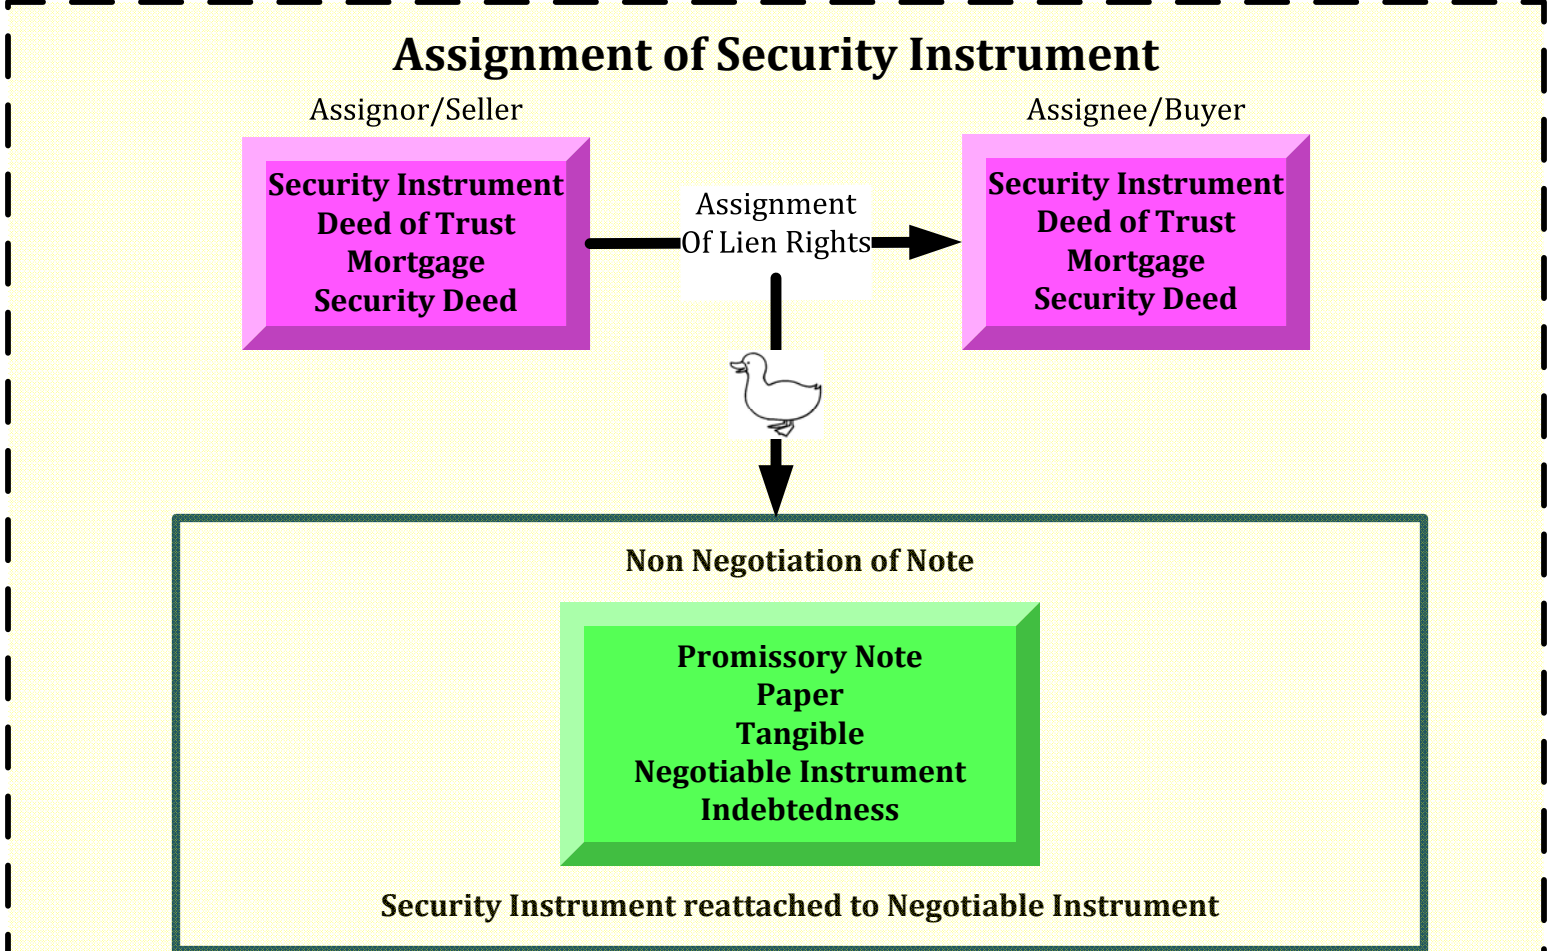 Assignment of Security Instrument
Assignor/Seller
Assignee/Buyer
Security Instrument
Deed of Trust
Mortgage
Security Deed
Assignment
Of Lien Rights
Security Instrument
Deed of Trust
Mortgage
Security Deed
Non Negotiation of Note
Promissory Note
Paper
Tangible
Negotiable Instrument
Indebtedness
Security Instrument reattached to Negotiable Instrument